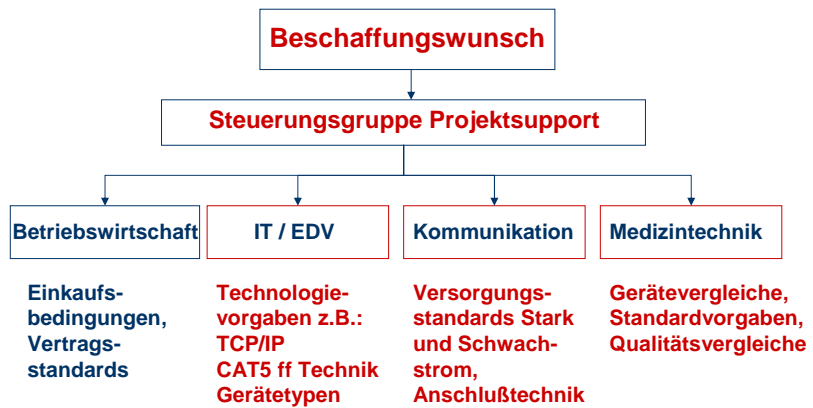 Beschaffungswunsch
Steuerungsgruppe Projektsupport
Betriebswirtschaft
IT / EDV
Kommunikation
Medizintechnik
Einkaufs-
bedingungen,
Vertrags-
standards
Technologie-
vorgaben z.B.:
TCP/IP
CAT5 ff Technik
Gerätetypen
Versorgungs-
standards Stark
und Schwach-
strom,
Anschlußtechnik
Gerätevergleiche,
Standardvorgaben,
Qualitätsvergleiche